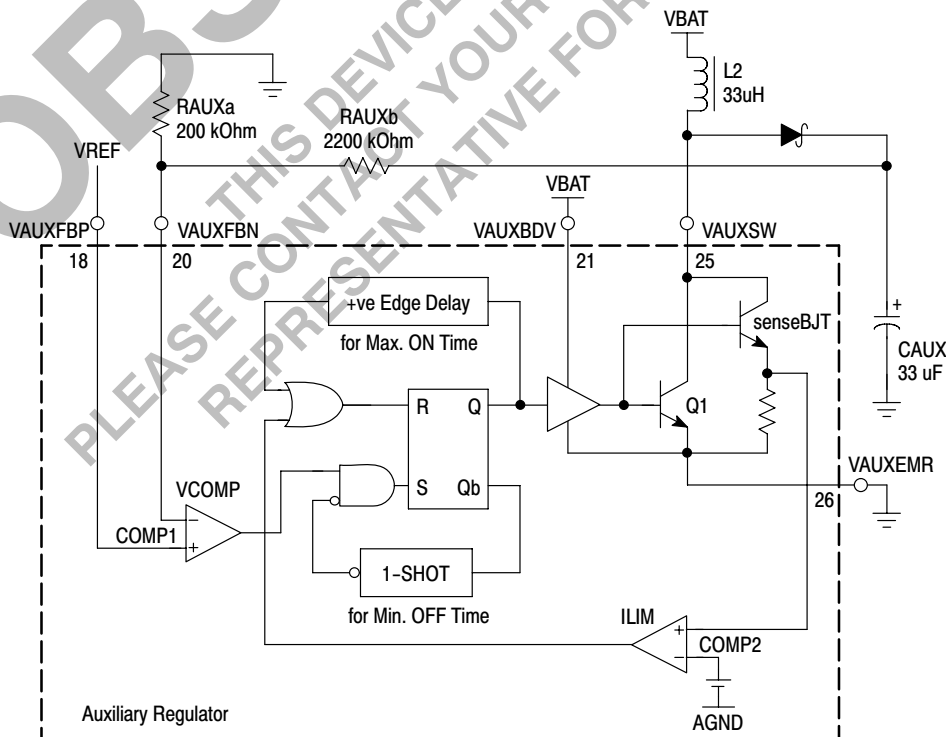 OBS
THIS DEVICE
PLEASE CONTACT YOUR
REPRESENTATIVE FOR
VBAT
L2
33uH
RAUXa
200 kOhm
RAUXb
2200 kOhm
VREF
VBAT
VAUXFBP
VAUXFBN
VAUXBDV
VAUXSW
18
20
21
25
+ve Edge Delay
for Max. ON Time
senseBJT
+
CAUX
33 uF
R
Q
Q1
S
Qb
VCOMP
COMP1
−
+
VAUXEMR
26
1-SHOT
for Min. OFF Time
ILIM
+
−
COMP2
AGND
Auxiliary Regulator